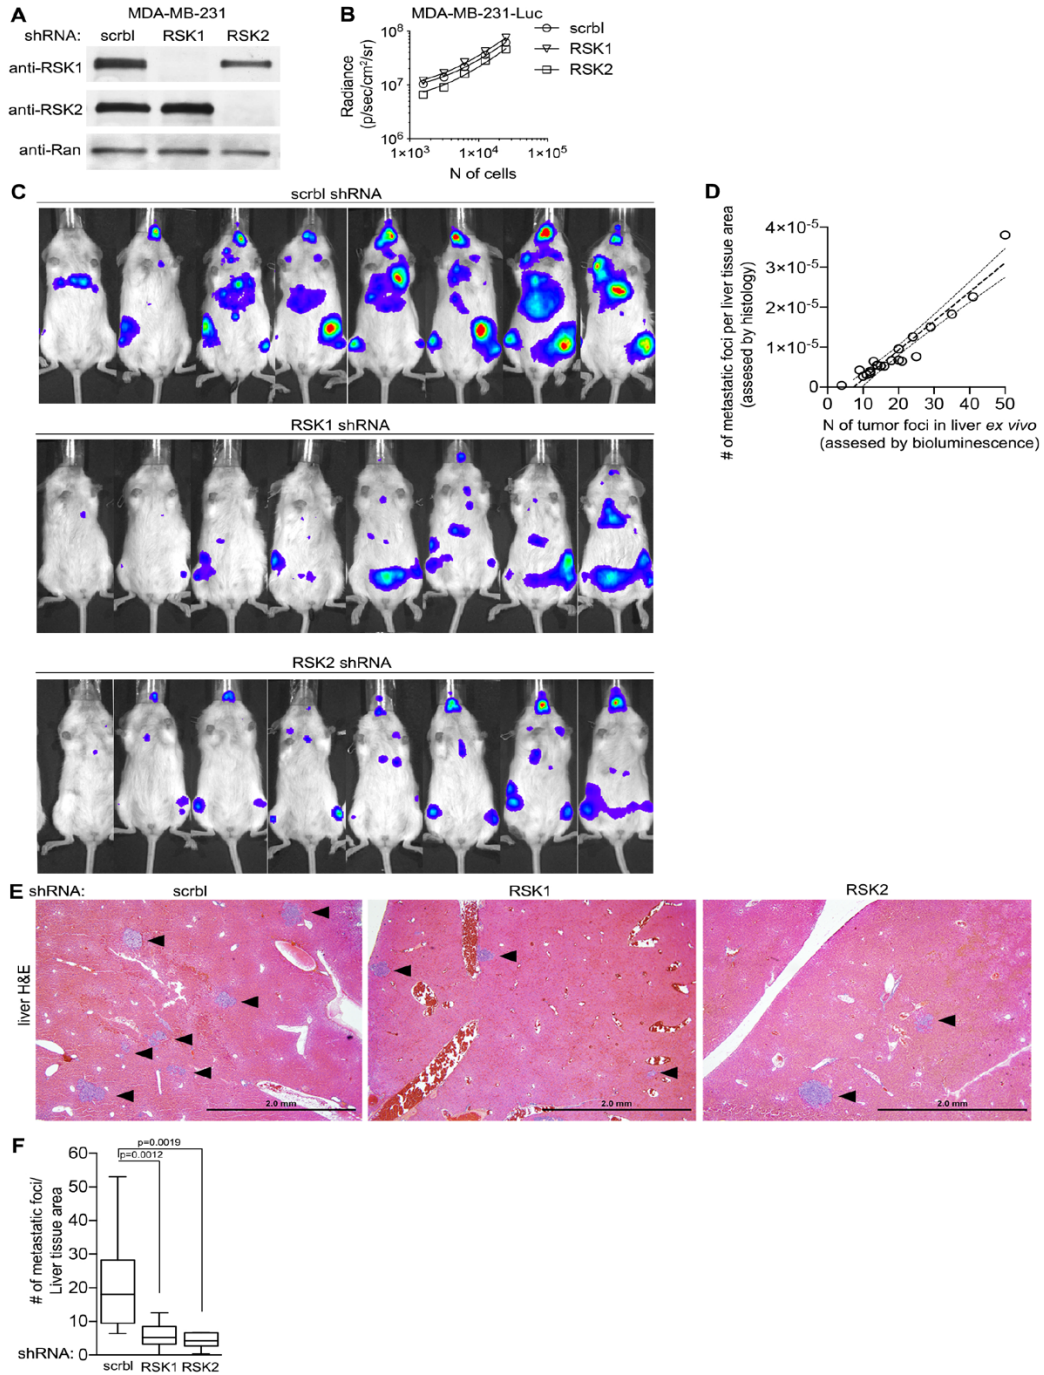 A
MDA-MB-231
shRNA: scrbl RSK1 RSK2
anti-RSK1
anti-RSK2
anti-Ran
B
MDA-MB-231-Luc
Radiance
(p/sec/cm²/sr)
10⁸
10⁷
10⁶
1×10³ 1×10⁴ 1×10⁵
N of cells
scrbl
RSK1
RSK2
C
scrbl shRNA
RSK1 shRNA
RSK2 shRNA
D
# of metastatic foci per liver tissue area
(assesed by histology)
4×10⁻⁵
3×10⁻⁵
2×10⁻⁵
1×10⁻⁵
0
0 10 20 30 40 50
N of tumor foci in liver ex vivo
(assesed by bioluminescence)
E
shRNA: scrbl RSK1 RSK2
liver H&E
2.0 mm 2.0 mm 2.0 mm
F
p=0.0019
p=0.0012
# of metastatic foci/
Liver tissue area
60
50
40
30
20
10
0
shRNA: scrbl RSK1 RSK2